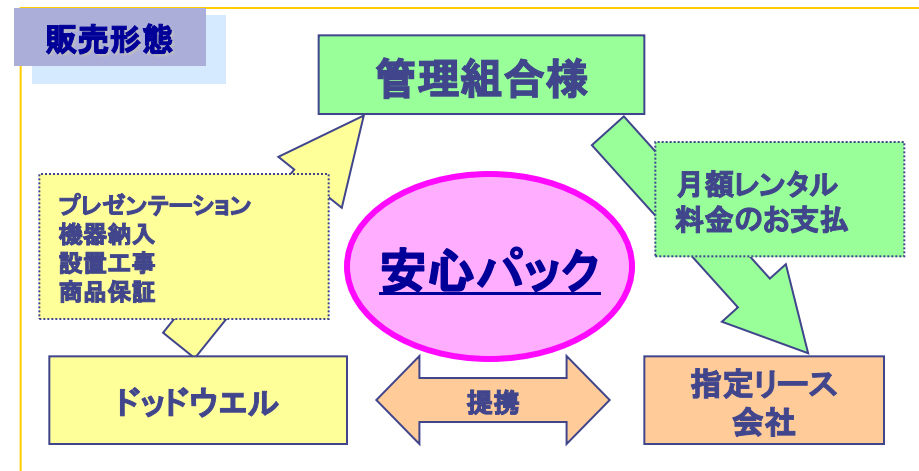 販売形態
管理組合様
プレゼンテーション
機器納入
設置工事
商品保証
月額レンタル
料金のお支払
安心パック
ドッドウエル
提携
指定リース
会社